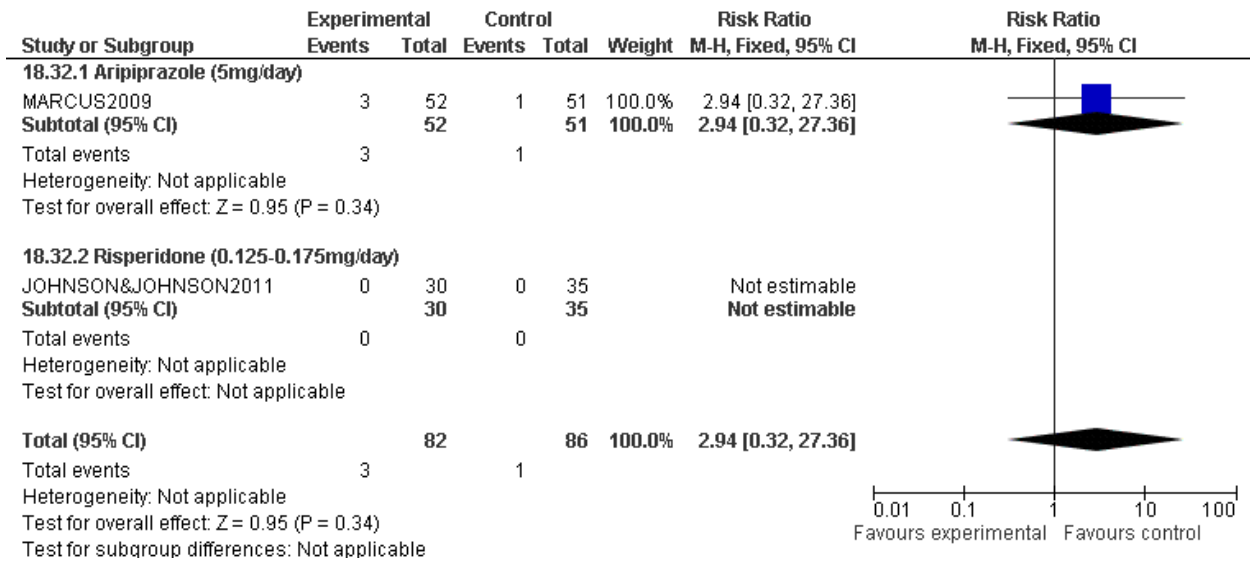 Experimental Control Risk Ratio Risk Ratio
Study or Subgroup Events Total Events Total Weight M-H, Fixed, 95% CI M-H, Fixed, 95% CI
18.32.1 Aripiprazole (5mg/day)
MARCUS2009 3 52 1 51 100.0% 2.94 [0.32, 27.36]
Subtotal (95% CI) 52 51 100.0% 2.94 [0.32, 27.36]
Total events 3 1
Heterogeneity: Not applicable
Test for overall effect: Z = 0.95 (P = 0.34)
18.32.2 Risperidone (0.125-0.175mg/day)
JOHNSON&JOHNSON2011 0 30 0 35 Not estimable
Subtotal (95% CI) 30 35 Not estimable
Total events 0 0
Heterogeneity: Not applicable
Test for overall effect: Not applicable
Total (95% CI) 82 86 100.0% 2.94 [0.32, 27.36]
Total events 3 1
Heterogeneity: Not applicable
Test for overall effect: Z = 0.95 (P = 0.34)
Test for subgroup differences: Not applicable
0.01 0.1 1 10 100
Favours experimental Favours control